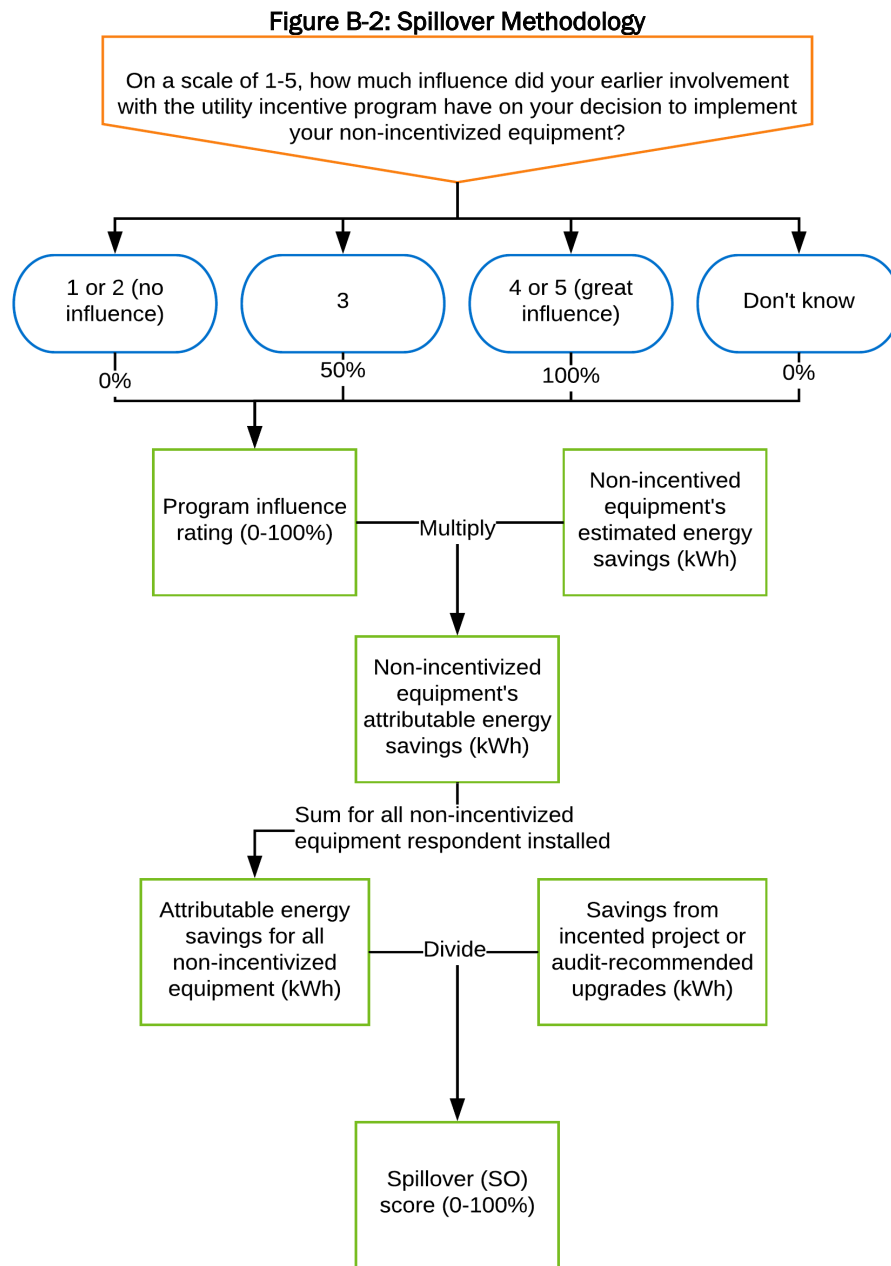 Figure B-2: Spillover Methodology
On a scale of 1-5, how much influence did your earlier involvement
with the utility incentive program have on your decision to implement
your non-incentivized equipment?
1 or 2 (no
influence)
3
4 or 5 (great
influence)
Don't know
0%
50%
100%
0%
Program influence
rating (0-100%)
Multiply
Non-incentived
equipment's
estimated energy
savings (kWh)
Non-incentivized
equipment's
attributable energy
savings (kWh)
Sum for all non-incentivized
equipment respondent installed
Attributable energy
savings for all
non-incentivized
equipment (kWh)
Divide
Savings from
incented project or
audit-recommended
upgrades (kWh)
Spillover (SO)
score (0-100%)